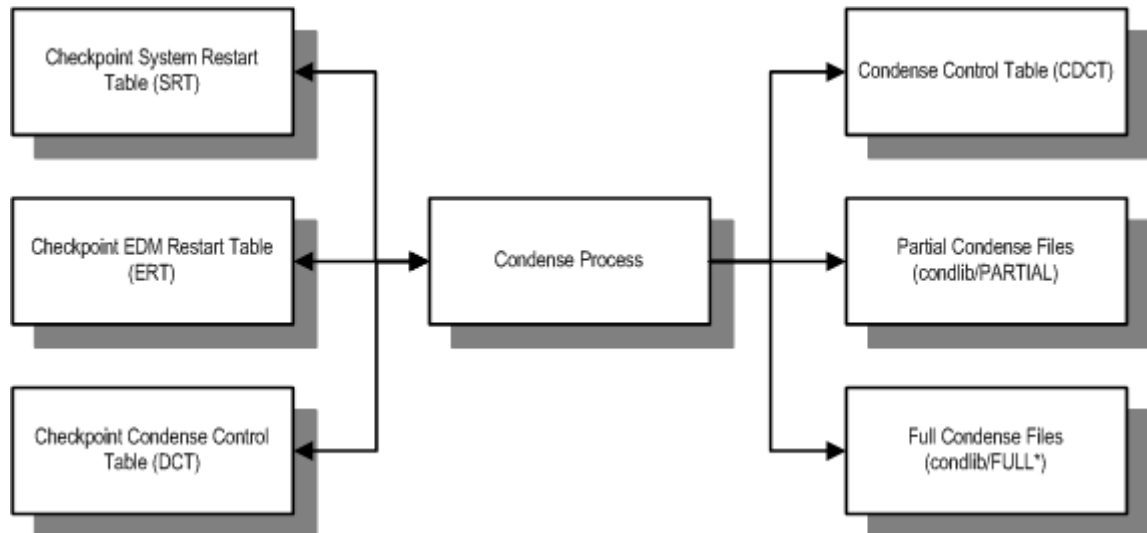 Checkpoint System Restart
Table (SRT)
Condense Control Table (CDCT)
Checkpoint EDM Restart Table
(ERT)
Condense Process
Partial Condense Files
(condlib/PARTIAL)
Checkpoint Condense Control
Table (DCT)
Full Condense Files
(condlib/FULL*)